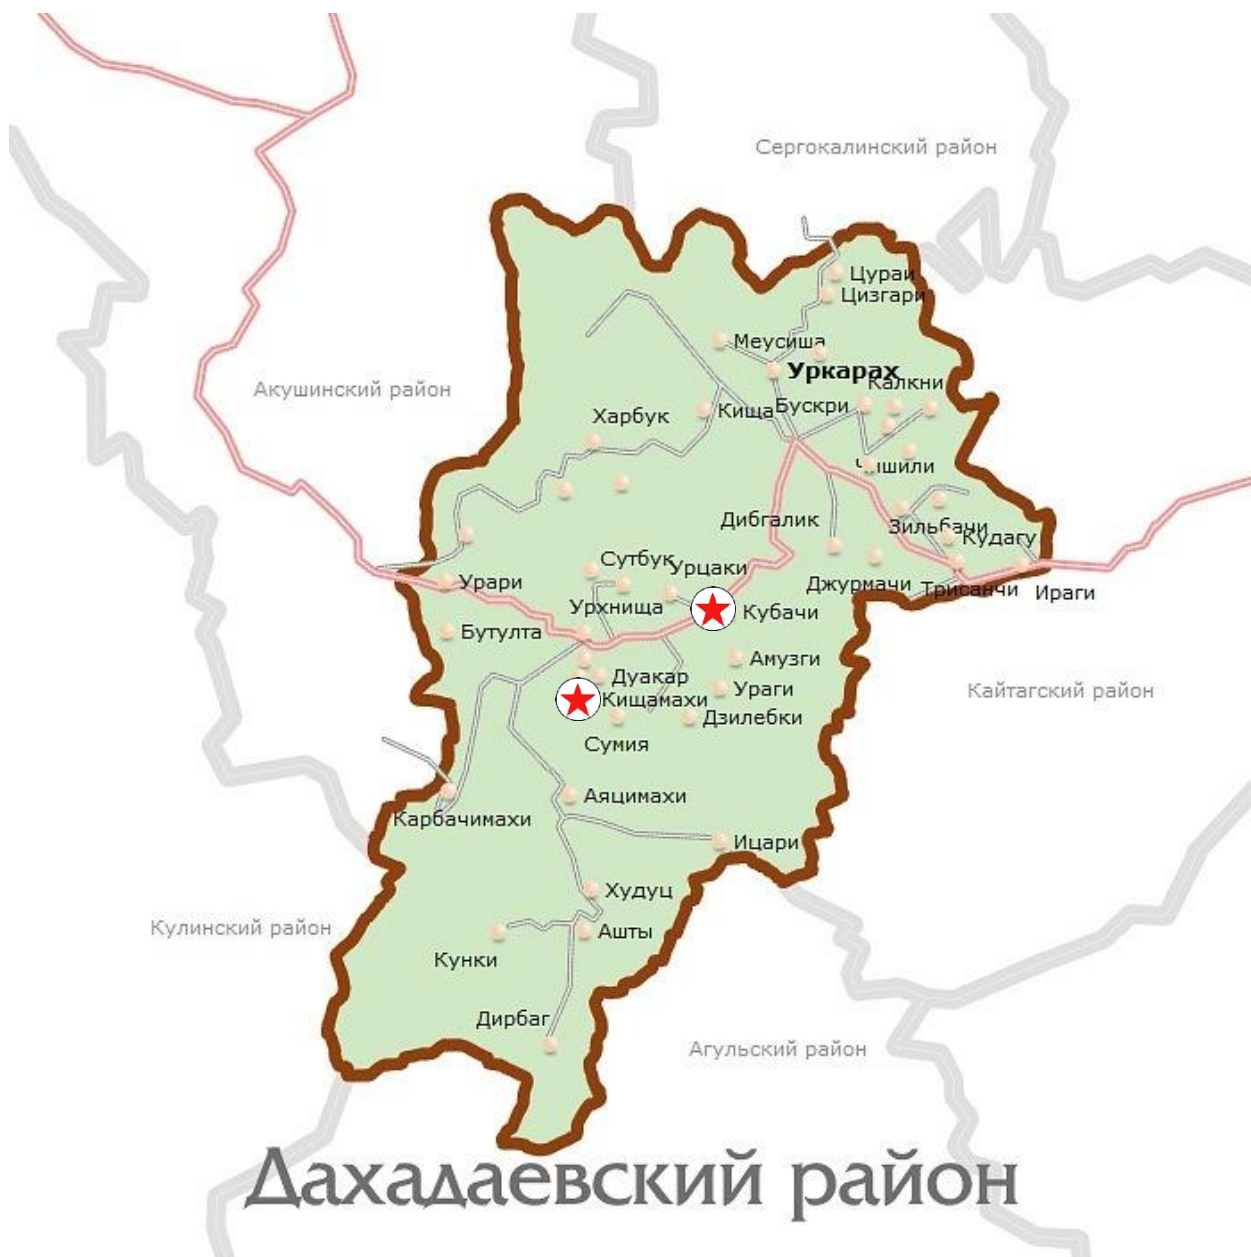 Сергокалинский район
Цураи
Цизгари
Меусиша
Уркарах
Акушинский район
Калкни
Харбук
Кища
Бускри
Чишили
Дибгалик
Зильбачи
Кудагу
Сутбук
Урцаки
Урари
Джурмачи
Трисанчи
Ираги
Урхнища
Кубачи
Бутулта
Амузги
Дуакар
Ураги
Кайтагский район
Кищамахи
Дзилебки
Сумия
Аяцимахи
Карбачимахи
Ицари
Худуц
Кулинский район
Ашты
Кунки
Дирбаг
Агульский район
Дахадаевский район